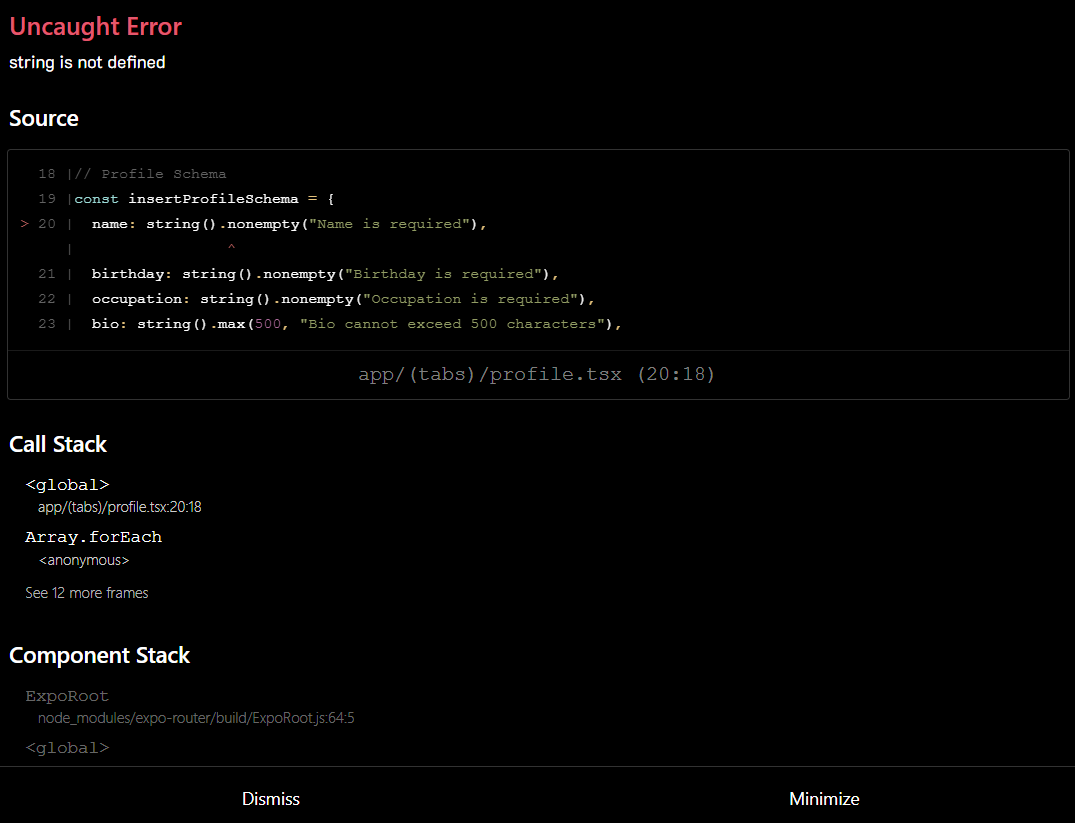 Uncaught Error
string is not defined
Source
18 |// Profile Schema
19 |const insertProfileSchema = {
> 20 |  name: string().nonempty("Name is required"),
|                  ^
21 |  birthday: string().nonempty("Birthday is required"),
22 |  occupation: string().nonempty("Occupation is required"),
23 |  bio: string().max(500, "Bio cannot exceed 500 characters"),
app/(tabs)/profile.tsx (20:18)
Call Stack
<global>
app/(tabs)/profile.tsx:20:18
Array.forEach
<anonymous>
See 12 more frames
Component Stack
ExpoRoot
node_modules/expo-router/build/ExpoRoot.js:64:5
<global>
Dismiss
Minimize